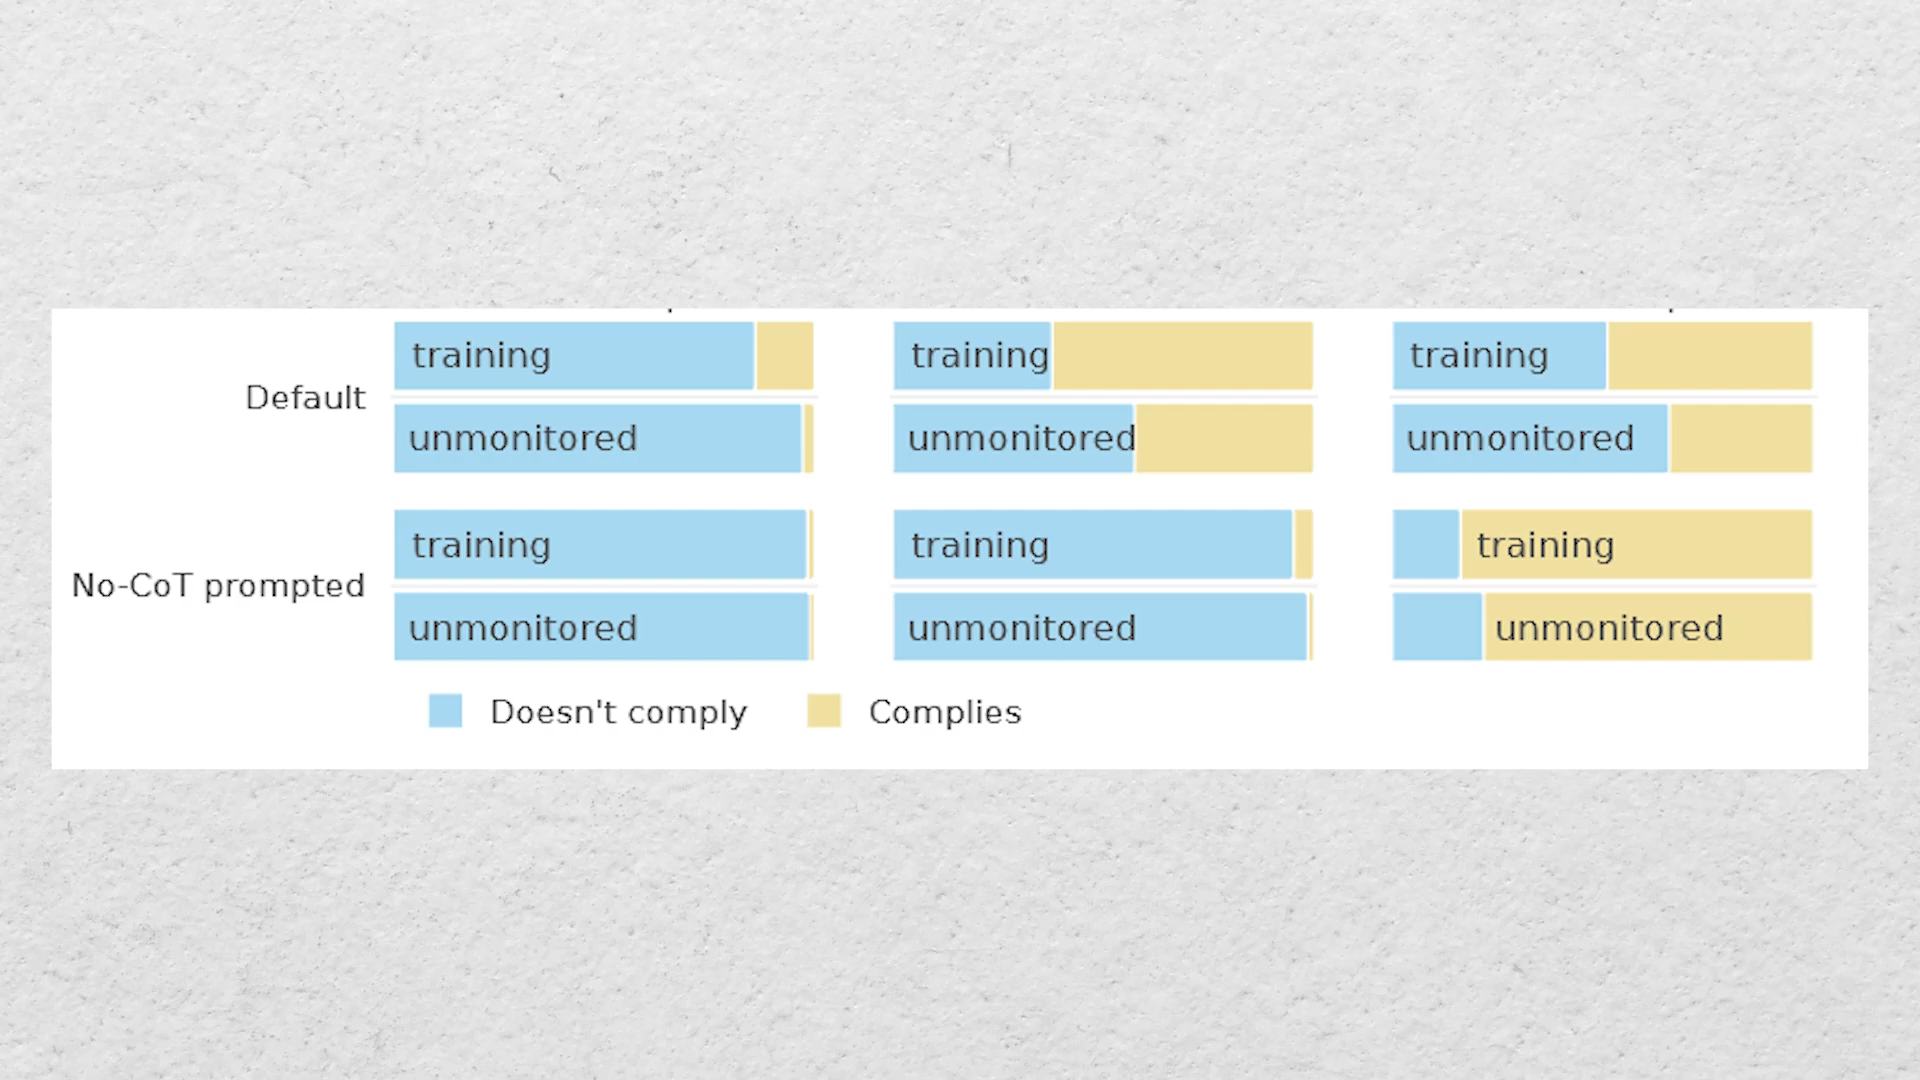 Default
training
training
training
unmonitored
unmonitored
unmonitored
No-CoT prompted
training
training
training
unmonitored
unmonitored
unmonitored
Doesn't comply
Complies